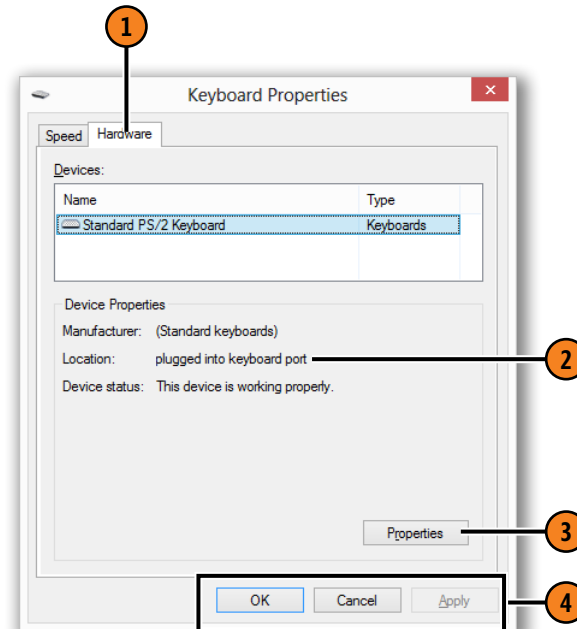 1
Keyboard Properties
Speed Hardware
Devices:
Name Type
Standard PS/2 Keyboard Keyboards
Device Properties
Manufacturer: (Standard keyboards)
Location: plugged into keyboard port
2
Device status: This device is working properly.
Properties
3
OK Cancel Apply
4